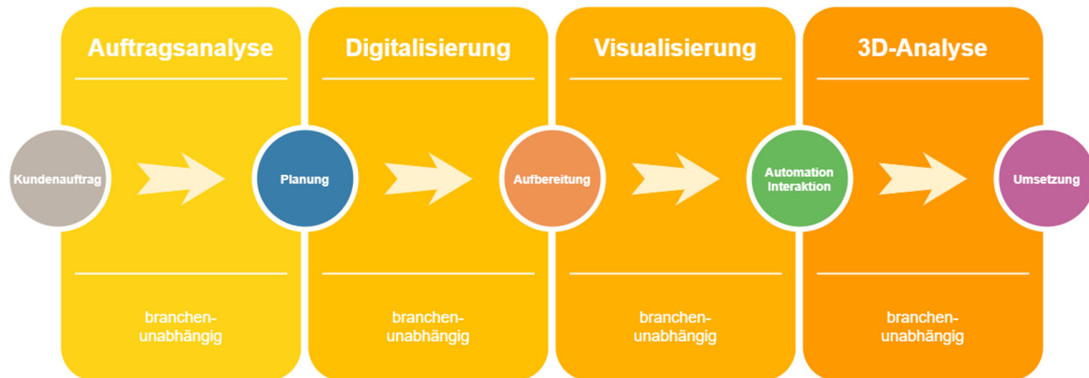 Auftragsanalyse
Digitalisierung
Visualisierung
3D-Analyse
Kundenauftrag
Planung
Aufbereitung
Automation
Interaktion
Umsetzung
branchen-
unabhängig
branchen-
unabhängig
branchen-
unabhängig
branchen-
unabhängig